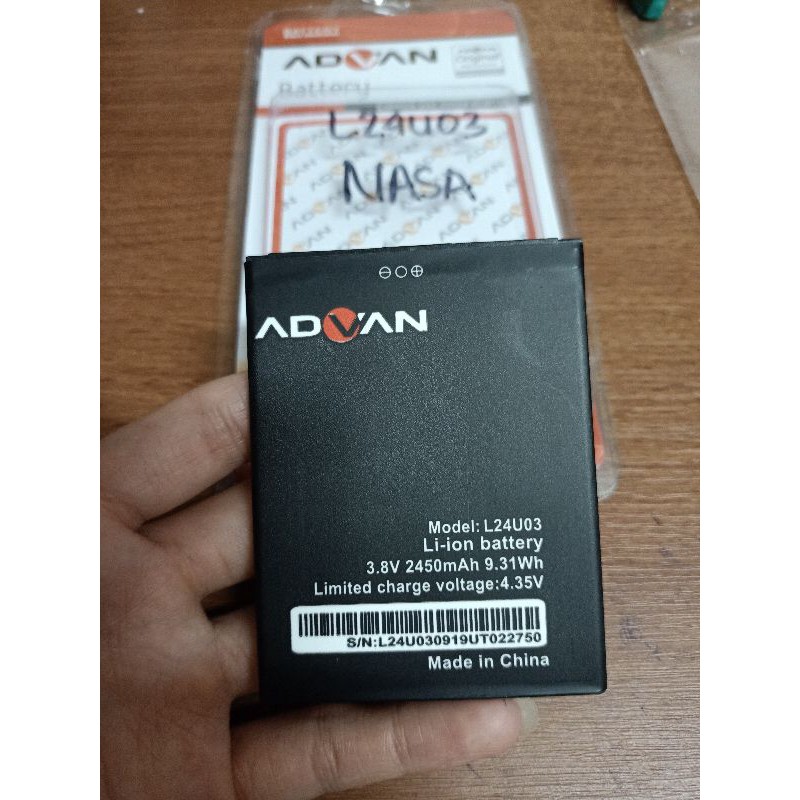 ADVAN
Battery
L24U03
NASA
ADVAN
Model: L24U03
Li-ion battery
3.8V 2450mAh 9.31Wh
Limited charge voltage:4.35V
S/N:L24U030919UT022750
Made in China